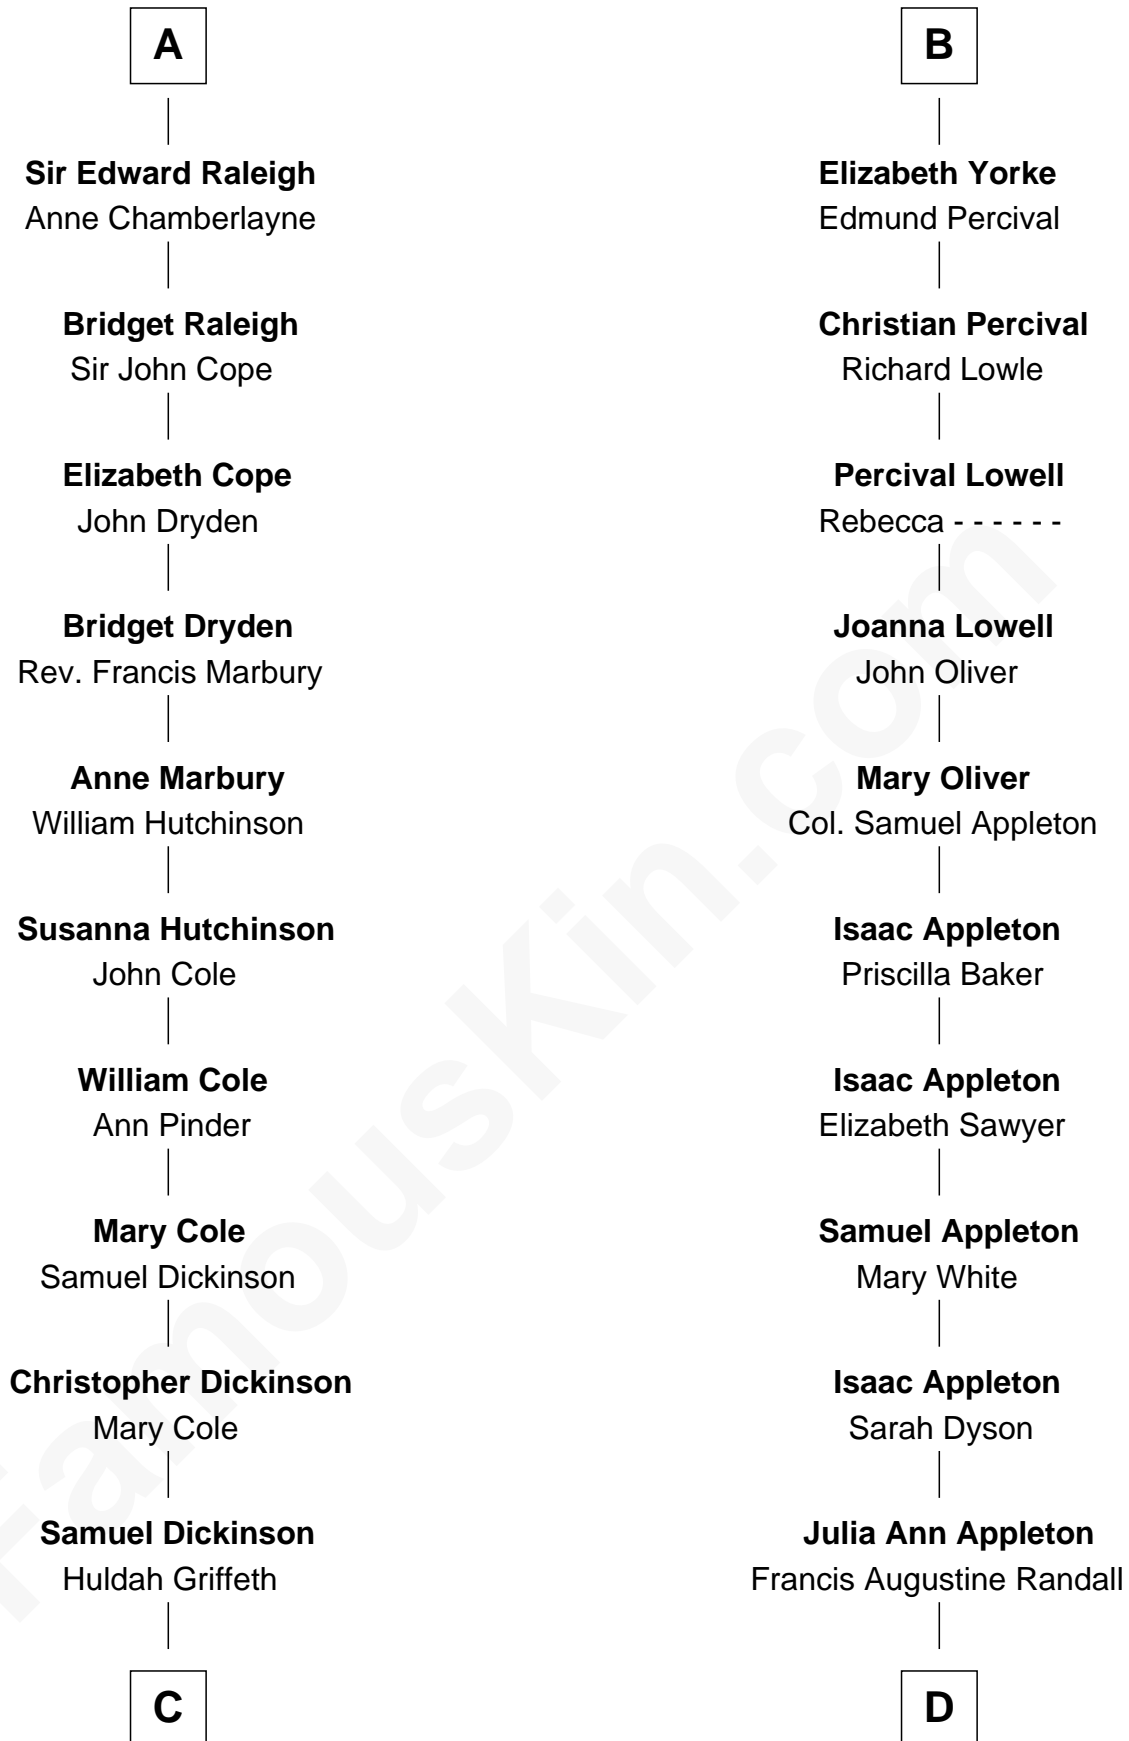 A
Sir Edward Raleigh
Anne Chamberlayne
Bridget Raleigh
Sir John Cope
Elizabeth Cope
John Dryden
Bridget Dryden
Rev. Francis Marbury
Anne Marbury
William Hutchinson
Susanna Hutchinson
John Cole
William Cole
Ann Pinder
Mary Cole
Samuel Dickinson
Christopher Dickinson
Mary Cole
Samuel Dickinson
Huldah Griffeth
C
B
Elizabeth Yorke
Edmund Percival
Christian Percival
Richard Lowle
Percival Lowell
Rebecca - - - - - -
Joanna Lowell
John Oliver
Mary Oliver
Col. Samuel Appleton
Isaac Appleton
Priscilla Baker
Isaac Appleton
Elizabeth Sawyer
Samuel Appleton
Mary White
Isaac Appleton
Sarah Dyson
Julia Ann Appleton
Francis Augustine Randall
D
FamousKin.com